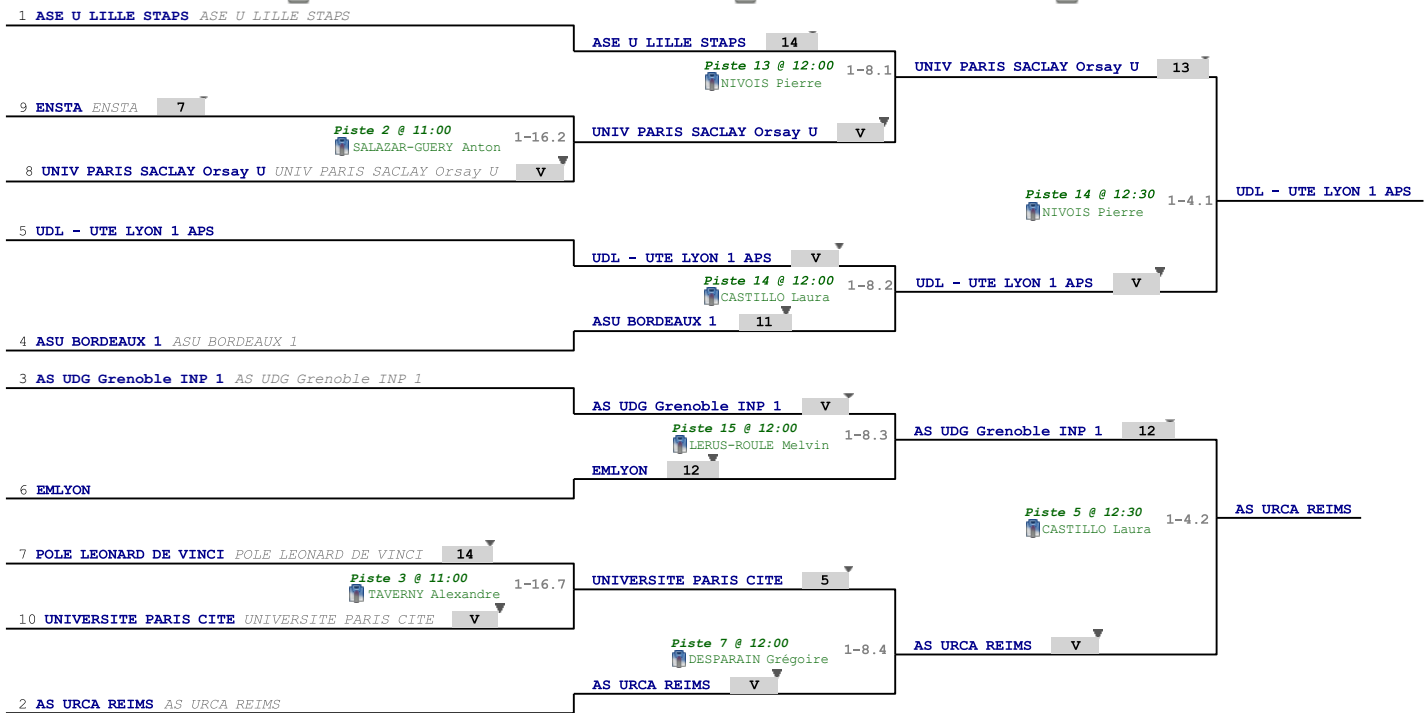 1 ASE U LILLE STAPS ASE U LILLE STAPS
ASE U LILLE STAPS 14
Piste 13 @ 12:00
NIVOIS Pierre
1-8.1
UNIV PARIS SACLAY Orsay U 13
9 ENSTA ENSTA 7
Piste 2 @ 11:00
SALAZAR-GUERY Anton
1-16.2
UNIV PARIS SACLAY Orsay U V
8 UNIV PARIS SACLAY Orsay U UNIV PARIS SACLAY Orsay U V
Piste 14 @ 12:30
NIVOIS Pierre
1-4.1
UDL - UTE LYON 1 APS
5 UDL - UTE LYON 1 APS
UDL - UTE LYON 1 APS V
Piste 14 @ 12:00
CASTILLO Laura
1-8.2
UDL - UTE LYON 1 APS V
ASU BORDEAUX 1 11
4 ASU BORDEAUX 1 ASU BORDEAUX 1
3 AS UDG Grenoble INP 1 AS UDG Grenoble INP 1
AS UDG Grenoble INP 1 V
Piste 15 @ 12:00
LERUS-ROULE Melvin
1-8.3
AS UDG Grenoble INP 1 12
EMLYON 12
6 EMLYON
Piste 5 @ 12:30
CASTILLO Laura
1-4.2
AS URCA REIMS
7 POLE LEONARD DE VINCI POLE LEONARD DE VINCI 14
Piste 3 @ 11:00
TAVERNY Alexandre
1-16.7
UNIVERSITE PARIS CITE 5
10 UNIVERSITE PARIS CITE UNIVERSITE PARIS CITE V
Piste 7 @ 12:00
DESPARAIN Grégoire
1-8.4
AS URCA REIMS V
AS URCA REIMS V
2 AS URCA REIMS AS URCA REIMS